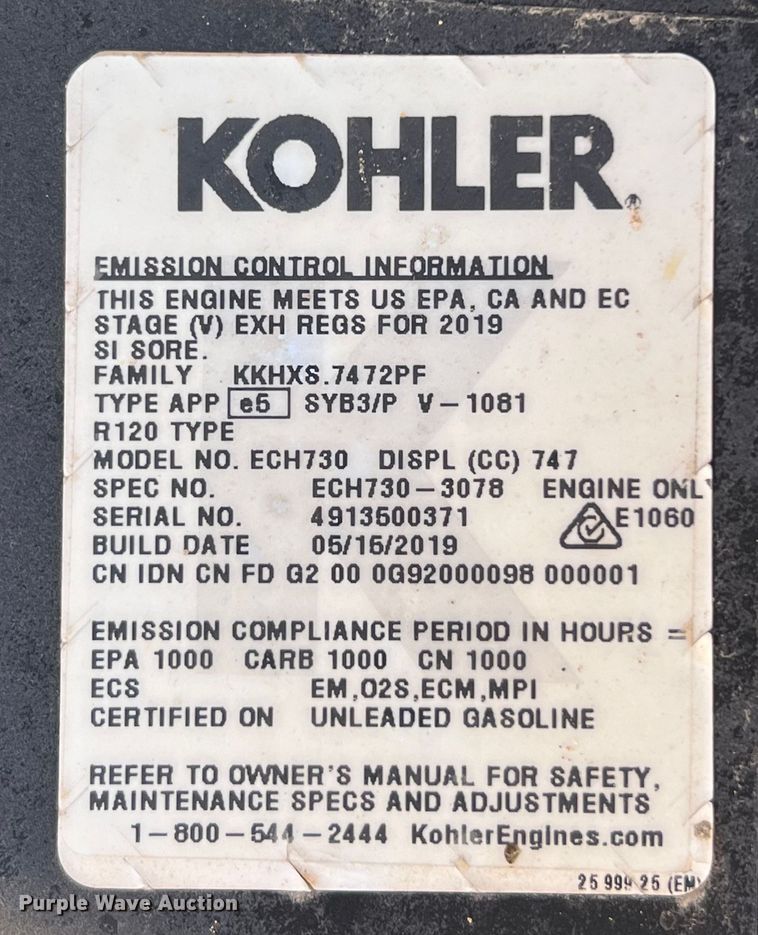 KOHLER®
EMISSION CONTROL INFORMATION
THIS ENGINE MEETS US EPA, CA AND EC
STAGE (V) EXH REGS FOR 2019
SI SORE.
FAMILY KKHXS.7472PF
TYPE APP e5 SYB3/P V-1081
R120 TYPE
MODEL NO. ECH730 DISPL (CC) 747
SPEC NO. ECH730-3078 ENGINE ONLY
SERIAL NO. 4913500371 E1060
BUILD DATE 05/15/2019
CN IDN CN FD G2 00 0G92000098 000001
EMISSION COMPLIANCE PERIOD IN HOURS =
EPA 1000 CARB 1000 CN 1000
ECS EM,O2S,ECM,MPI
CERTIFIED ON UNLEADED GASOLINE
REFER TO OWNER'S MANUAL FOR SAFETY,
MAINTENANCE SPECS AND ADJUSTMENTS
1-800-544-2444 KohlerEngines.com
25 999 25 (EM)
Purple Wave Auction